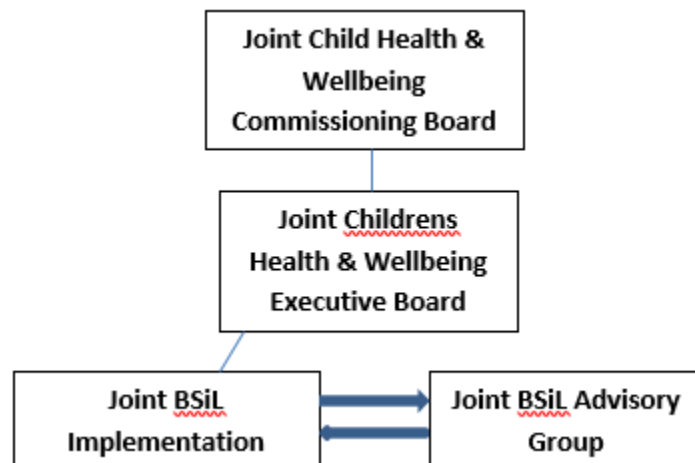 Joint Child Health &
Wellbeing
Commissioning Board
Joint Childrens
Health & Wellbeing
Executive Board
Joint BSiL
Implementation
Joint BSiL Advisory
Group